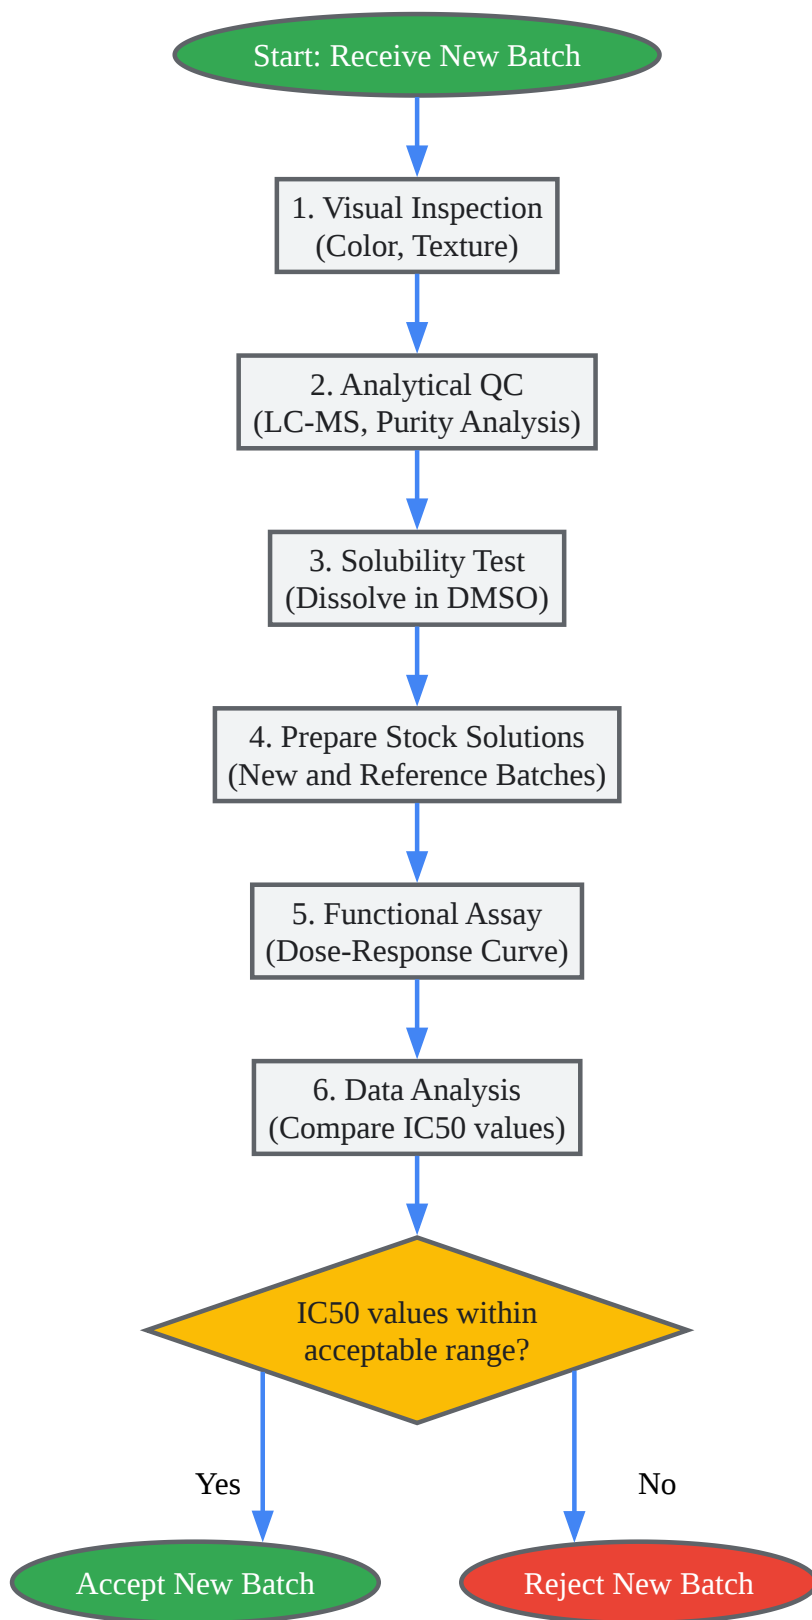 Start: Receive New Batch
1. Visual Inspection
(Color, Texture)
2. Analytical QC
(LC-MS, Purity Analysis)
3. Solubility Test
(Dissolve in DMSO)
4. Prepare Stock Solutions
(New and Reference Batches)
5. Functional Assay
(Dose-Response Curve)
6. Data Analysis
(Compare IC50 values)
IC50 values within
acceptable range?
Yes
No
Accept New Batch
Reject New Batch